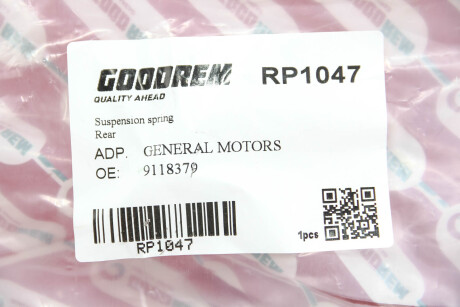 GOODREM RP1047
QUALITY AHEAD
Suspension spring
Rear
ADP. GENERAL MOTORS
OE: 9118379
RP1047
1pcs